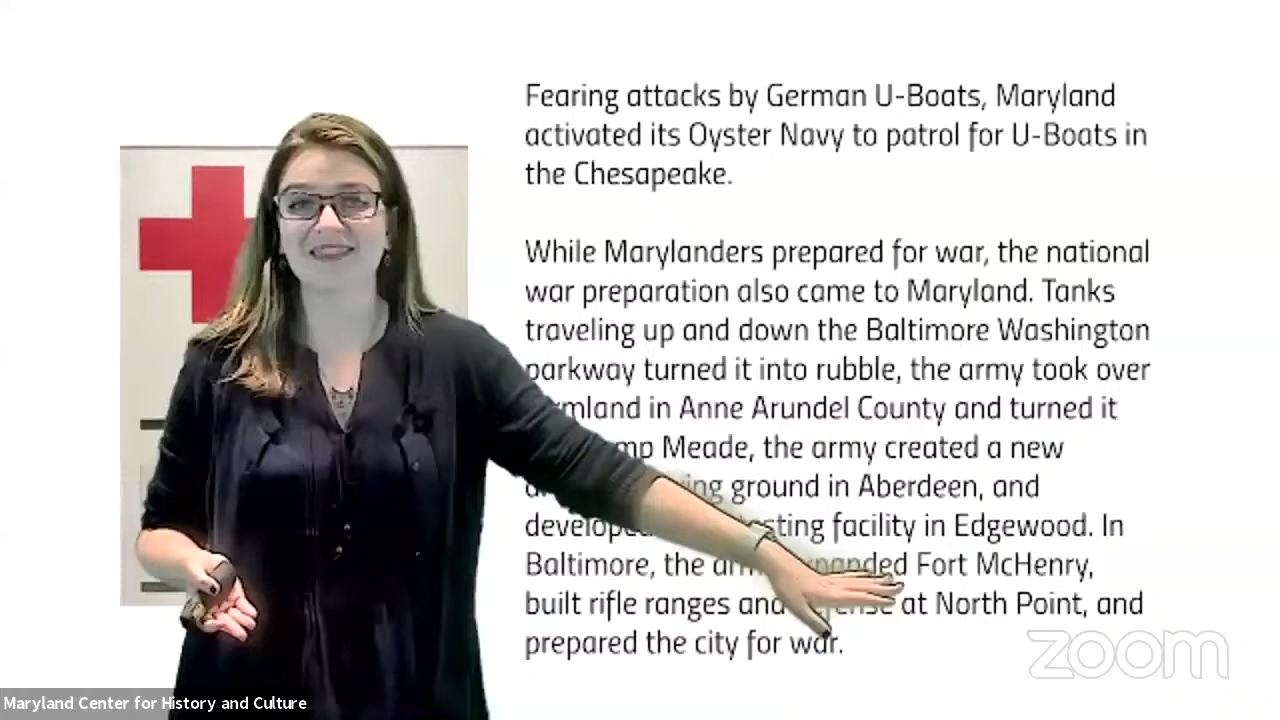 Fearing attacks by German U-Boats, Maryland
activated its Oyster Navy to patrol for U-Boats in
the Chesapeake.
While Marylanders prepared for war, the national
war preparation also came to Maryland. Tanks
traveling up and down the Baltimore Washington
parkway turned it into rubble, the army took over
in Anne Arundel County and turned it
Meade, the army created a new
ground in Aberdeen, and
facility in Edgewood. In
Baltimore, the expanded Fort McHenry,
built rifle ranges and at North Point, and
prepared the city for war.
zoom
Maryland Center for History and Culture